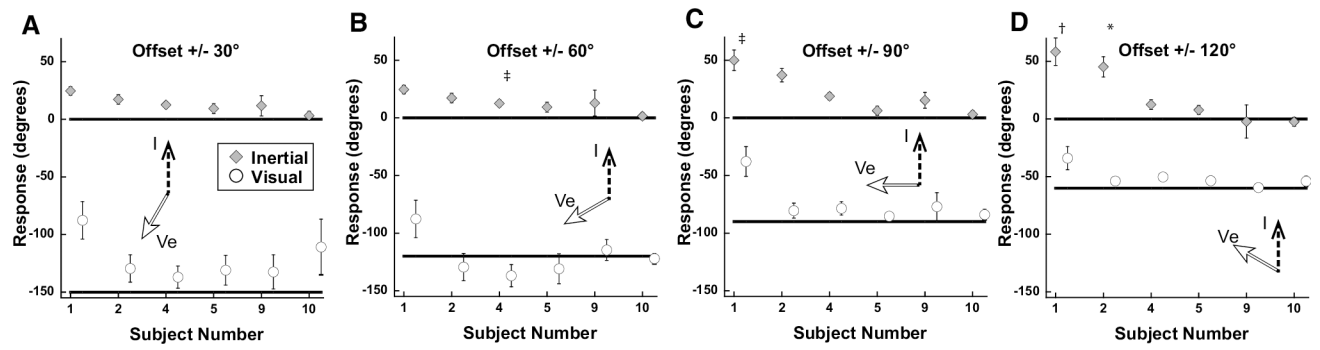 A
Offset +/- 30°
Response (degrees)
50
0
-50
-100
-150
I
Ve
Inertial
Visual
1 2 4 5 9 10
Subject Number
B
Offset +/- 60°
‡
Response (degrees)
50
0
-50
-100
-150
I
Ve
1 2 4 5 9 10
Subject Number
C
‡
Offset +/- 90°
Response (degrees)
50
0
-50
-100
-150
I
Ve
1 2 4 5 9 10
Subject Number
D
†
*
Offset +/- 120°
Response (degrees)
50
0
-50
-100
-150
I
Ve
1 2 4 5 9 10
Subject Number